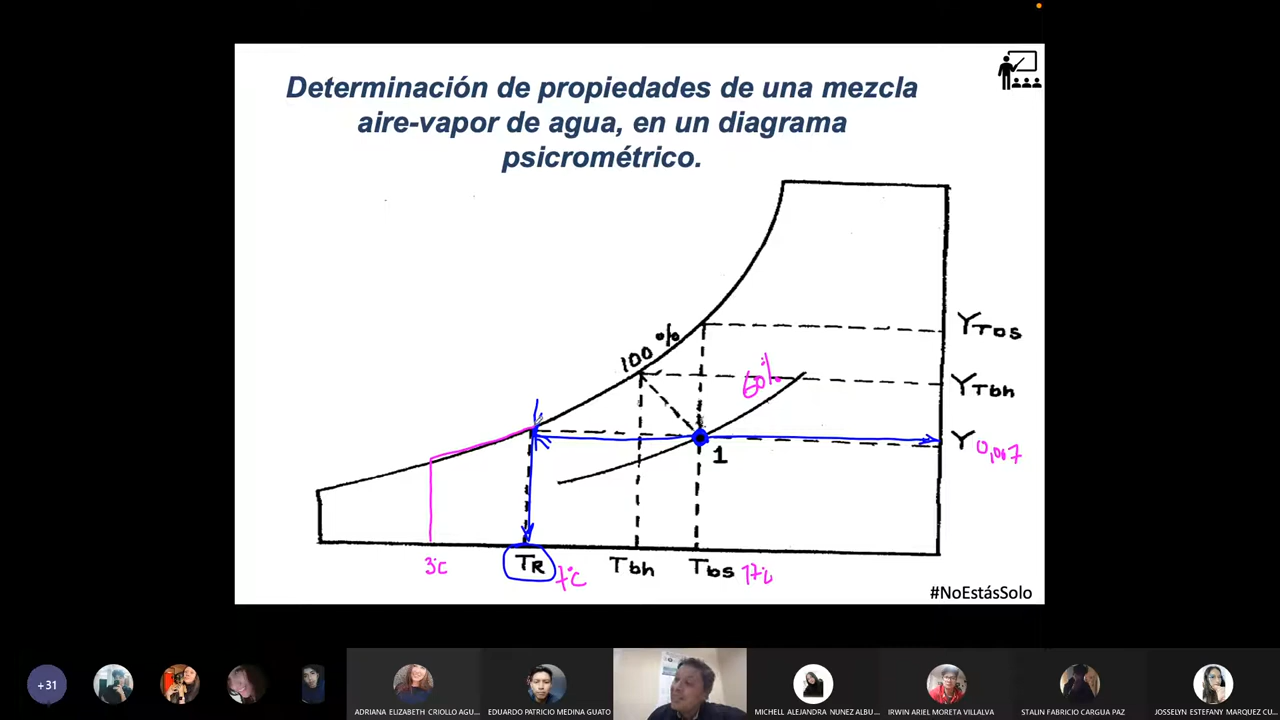 Determinación de propiedades de una mezcla
aire-vapor de agua, en un diagrama
psicrométrico.
100%
60%
YTbs
YTbh
Y 0,007
1
3°C
TR 7°C
Tbh
Tbs 17°C
#NoEstásSolo
+31
ADRIANA ELIZABETH CRIOLLO AGU...
EDUARDO PATRICIO MEDINA GUATO
MICHELL ALEJANDRA NUNEZ ALBU...
IRWIN ARIEL MORETA VILLALVA
STALIN FABRICIO CARGUA PAZ
JOSSELYN ESTEFANY MARQUEZ CU...